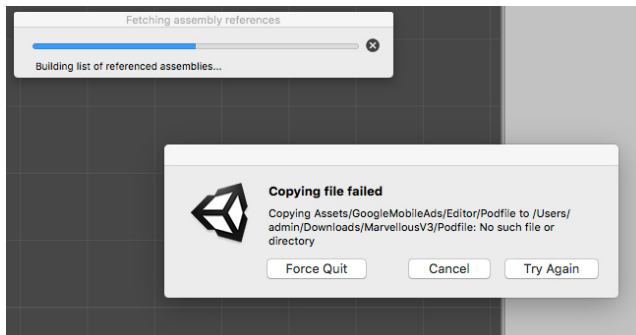 Fetching assembly references
Building list of referenced assemblies...
Copying file failed
Copying Assets/GoogleMobileAds/Editor/Podfile to /Users/
admin/Downloads/MarvellousV3/Podfile: No such file or
directory
Force Quit
Cancel
Try Again